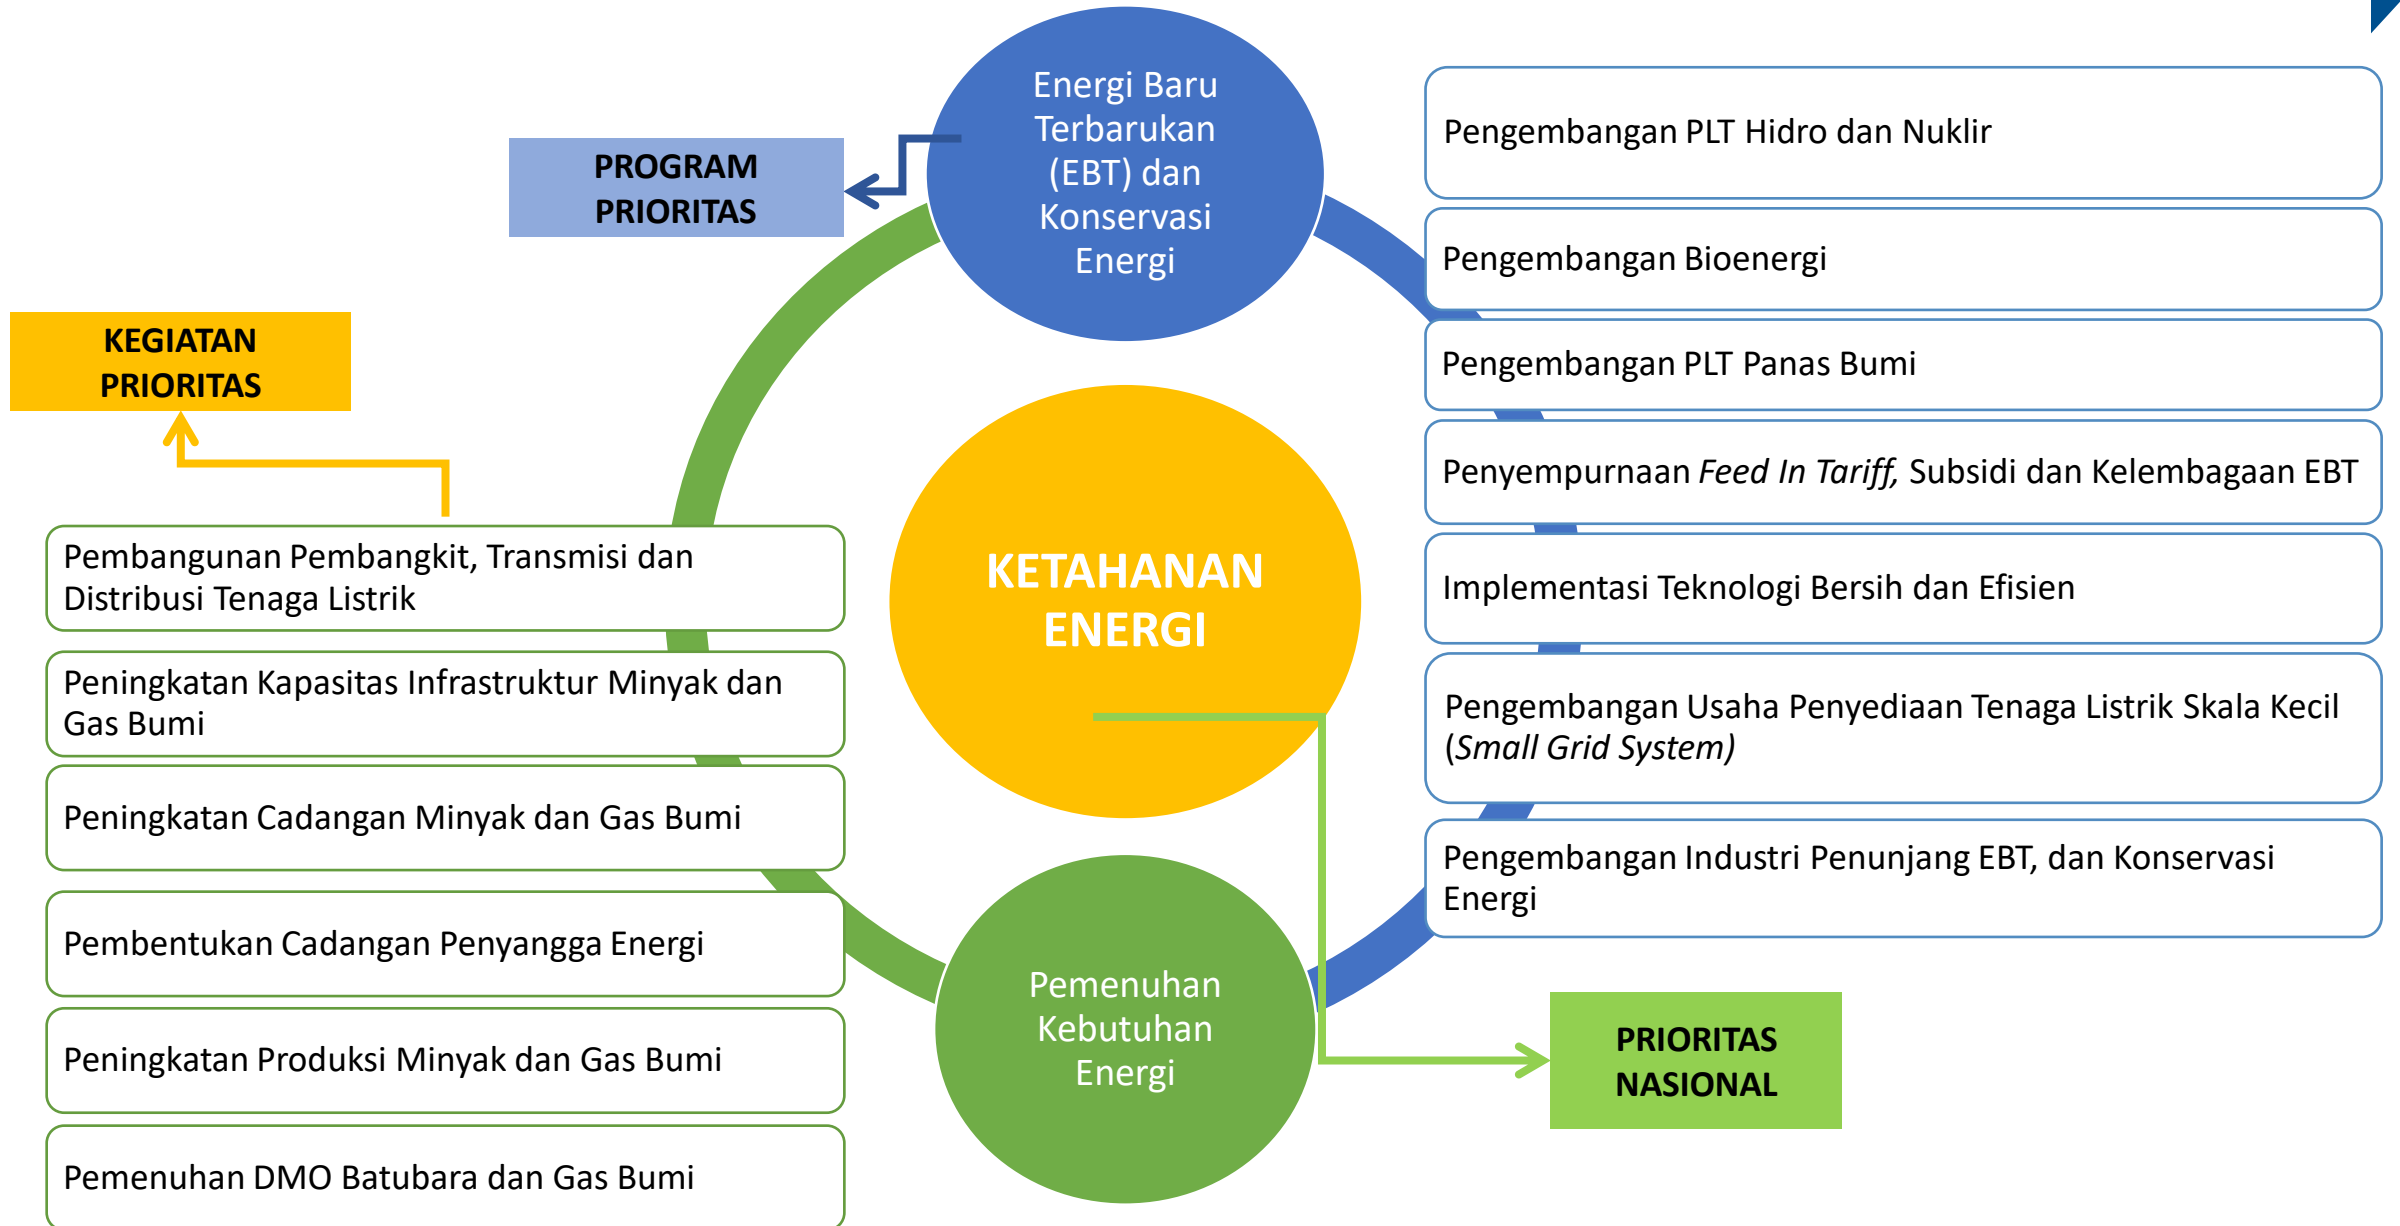 Energi Baru
Terbarukan
(EBT) dan
Konservasi
Energi
PROGRAM
PRIORITAS
KEGIATAN
PRIORITAS
Pembangunan Pembangkit, Transmisi dan
Distribusi Tenaga Listrik
Peningkatan Kapasitas Infrastruktur Minyak dan
Gas Bumi
Peningkatan Cadangan Minyak dan Gas Bumi
Pembentukan Cadangan Penyangga Energi
Peningkatan Produksi Minyak dan Gas Bumi
Pemenuhan DMO Batubara dan Gas Bumi
KETAHANAN
ENERGI
Pemenuhan
Kebutuhan
Energi
Pengembangan PLT Hidro dan Nuklir
Pengembangan Bioenergi
Pengembangan PLT Panas Bumi
Penyempurnaan Feed In Tariff, Subsidi dan Kelembagaan EBT
Implementasi Teknologi Bersih dan Efisien
Pengembangan Usaha Penyediaan Tenaga Listrik Skala Kecil
(Small Grid System)
Pengembangan Industri Penunjang EBT, dan Konservasi
Energi
PRIORITAS
NASIONAL